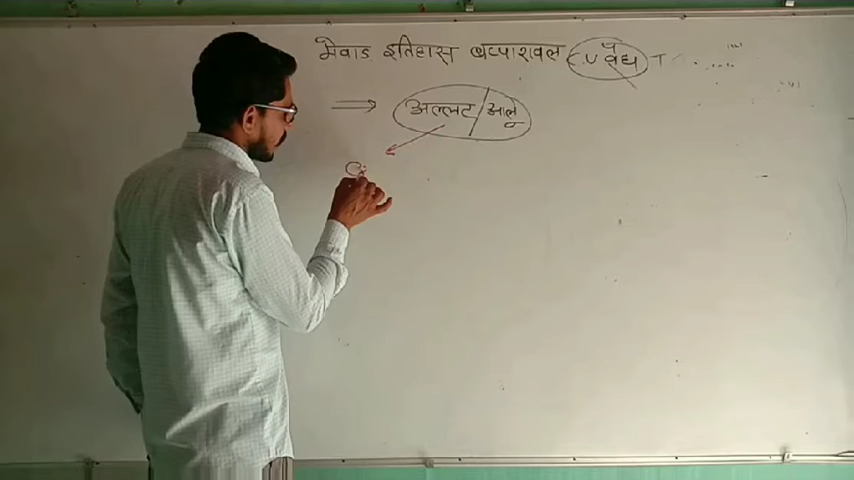 मेवाड इतिहास बप्पारावल C.V वैद्य
⇒ अल्लट / आलू